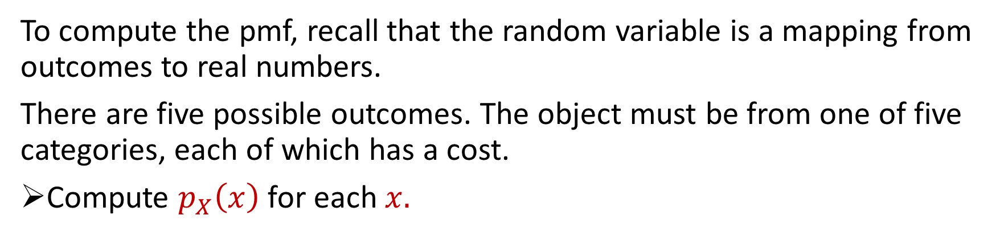 To compute the pmf, recall that the random variable is a mapping from
outcomes to real numbers.
There are five possible outcomes. The object must be from one of five
categories, each of which has a cost.
➢Compute 𝑝𝑋(𝑥) for each 𝑥.